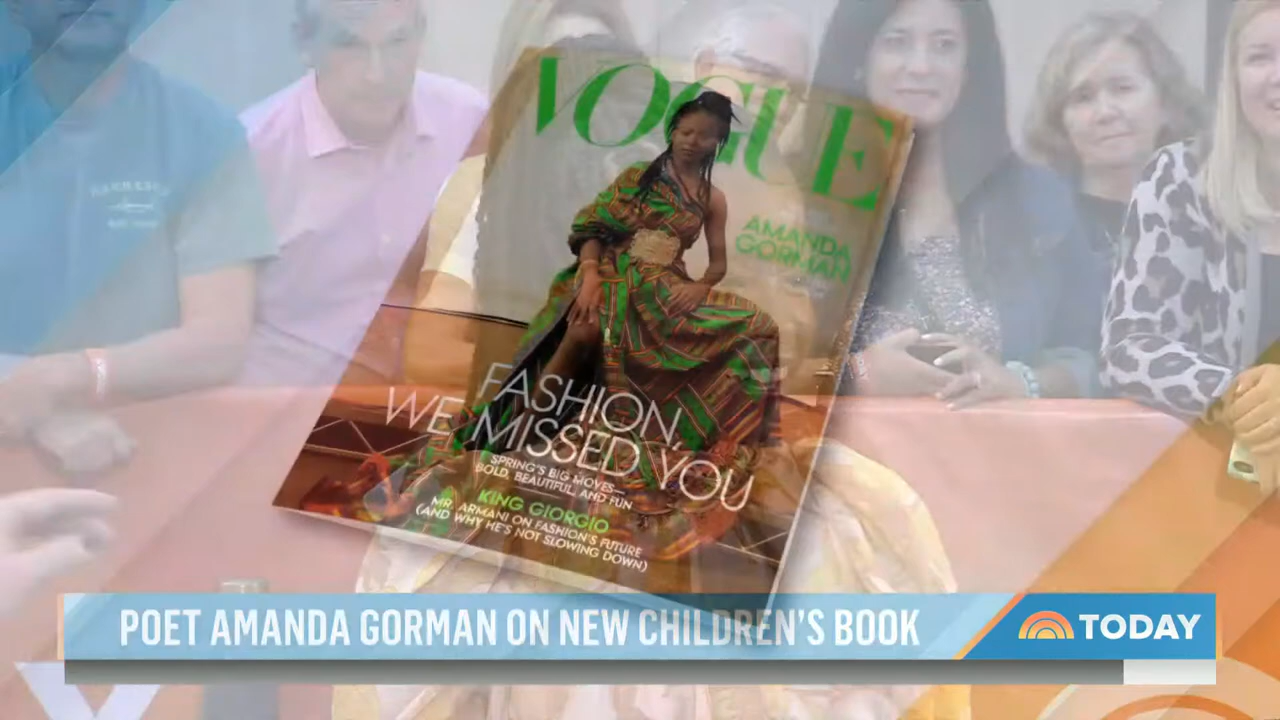 VOGUE
AMANDA
GORMAN
FASHION,
WE MISSED YOU
SPRING'S BIG MOVES—
BOLD, BEAUTIFUL, AND FUN
KING GIORGIO
MR. ARMANI ON FASHION'S FUTURE
(AND WHY HE'S NOT SLOWING DOWN)
POET AMANDA GORMAN ON NEW CHILDREN'S BOOK
TODAY